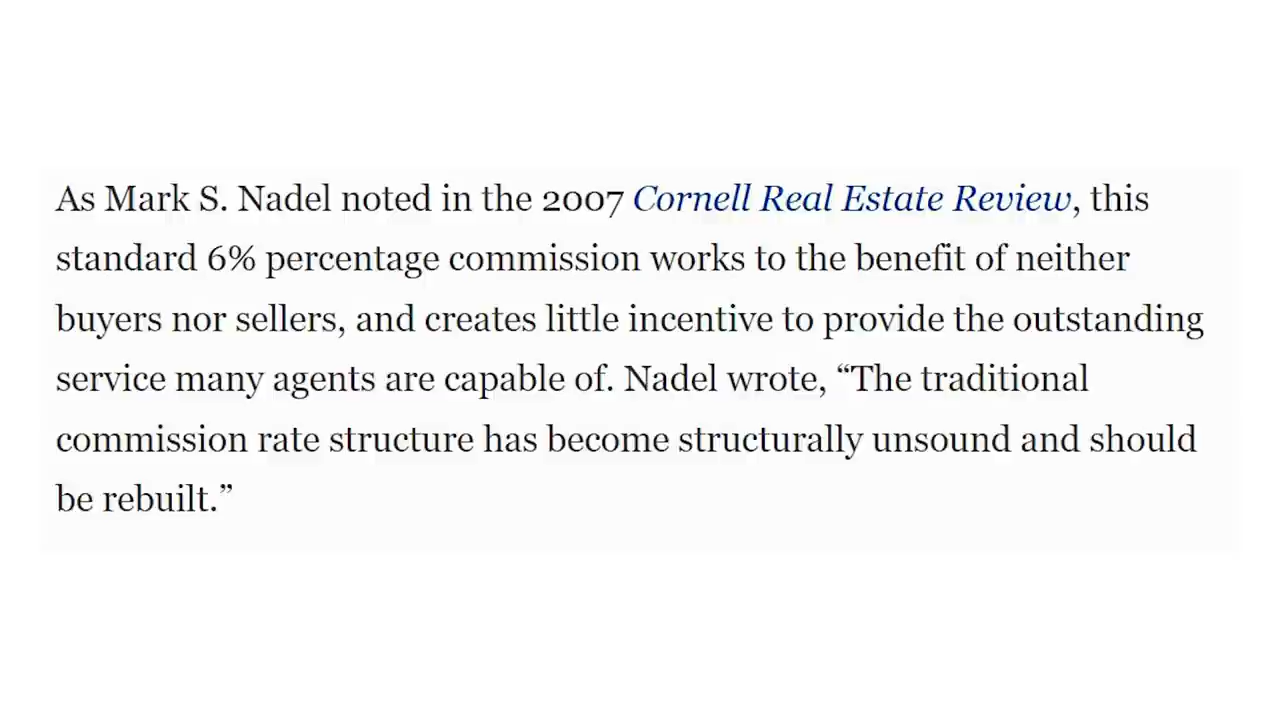 As Mark S. Nadel noted in the 2007 Cornell Real Estate Review, this
standard 6% percentage commission works to the benefit of neither
buyers nor sellers, and creates little incentive to provide the outstanding
service many agents are capable of. Nadel wrote, “The traditional
commission rate structure has become structurally unsound and should
be rebuilt.”